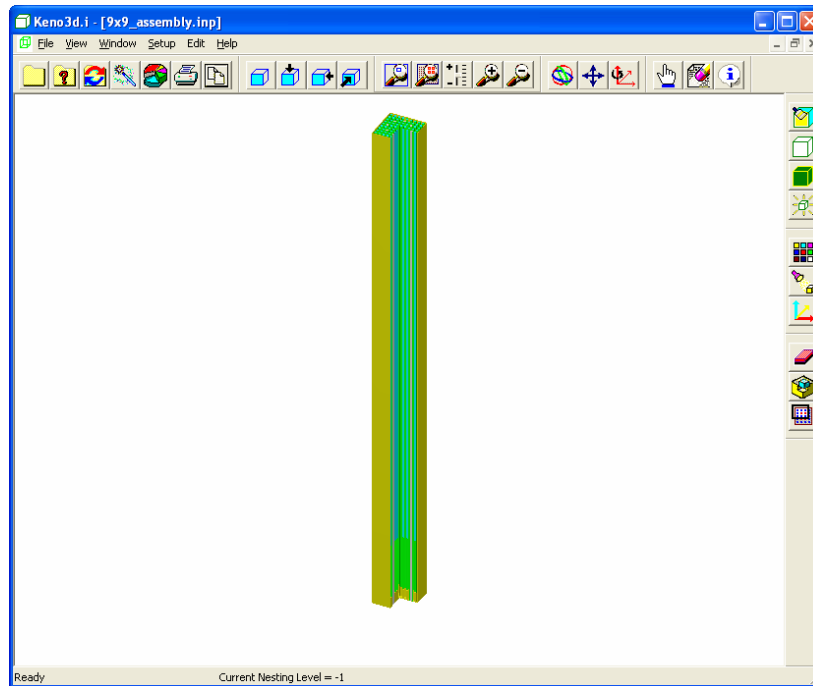 Keno3d.i - [9x9_assembly.inp]
File View Window Setup Edit Help
Ready Current Nesting Level = -1